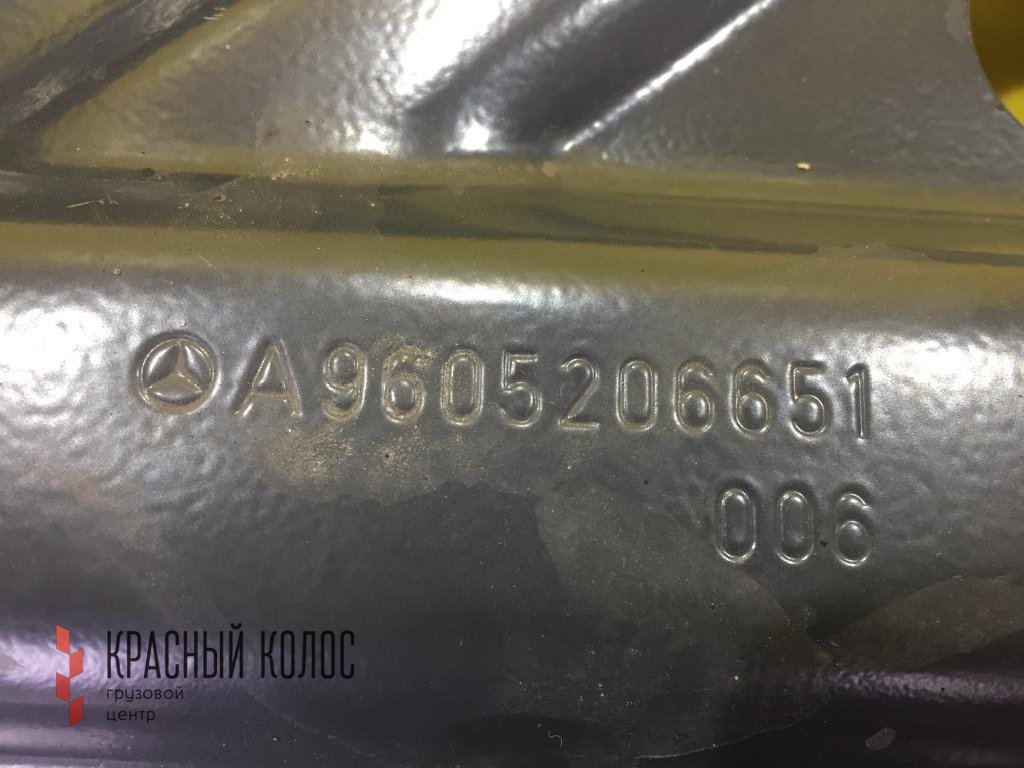 A9605206651
006
КРАСНЫЙ КОЛОС
грузовой
центр